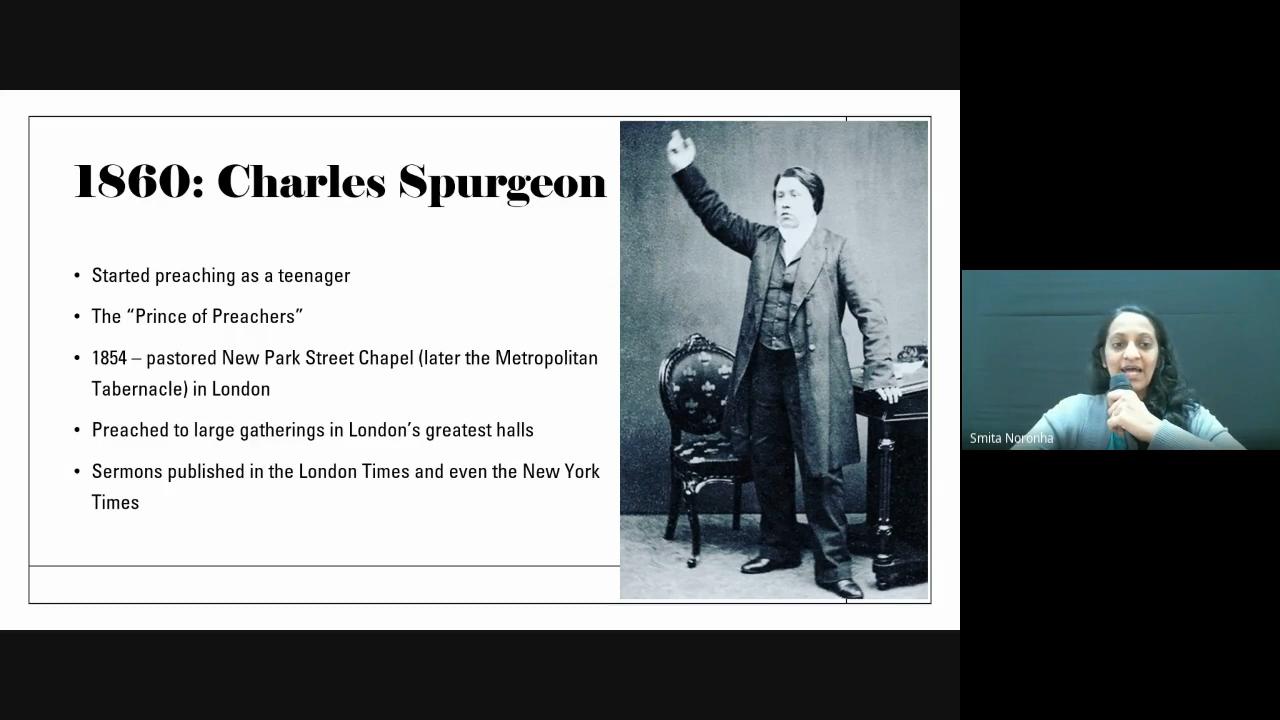 1860: Charles Spurgeon
• Started preaching as a teenager
• The “Prince of Preachers”
• 1854 – pastored New Park Street Chapel (later the Metropolitan
Tabernacle) in London
• Preached to large gatherings in London’s greatest halls
• Sermons published in the London Times and even the New York
Times
Smita Noronha